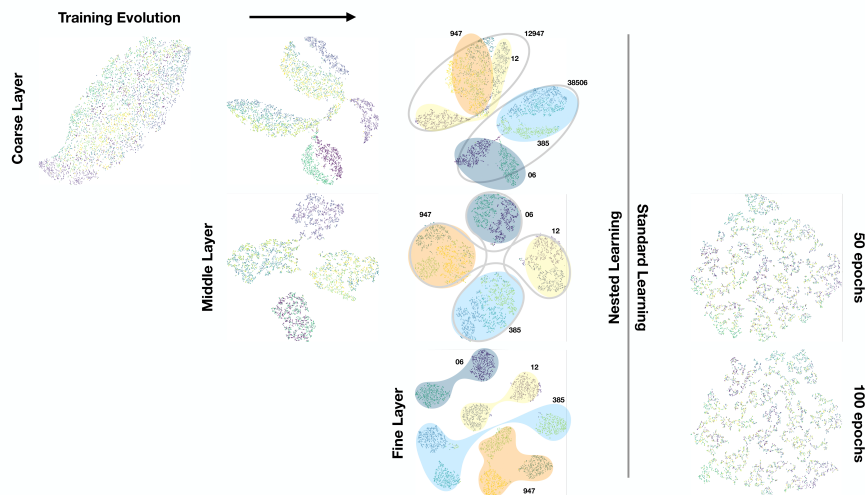 Training Evolution
Coarse Layer
947
12947
12
38506
385
06
Middle Layer
947
06
12
385
Fine Layer
06
12
385
947
Nested Learning
Standard Learning
50 epochs
100 epochs